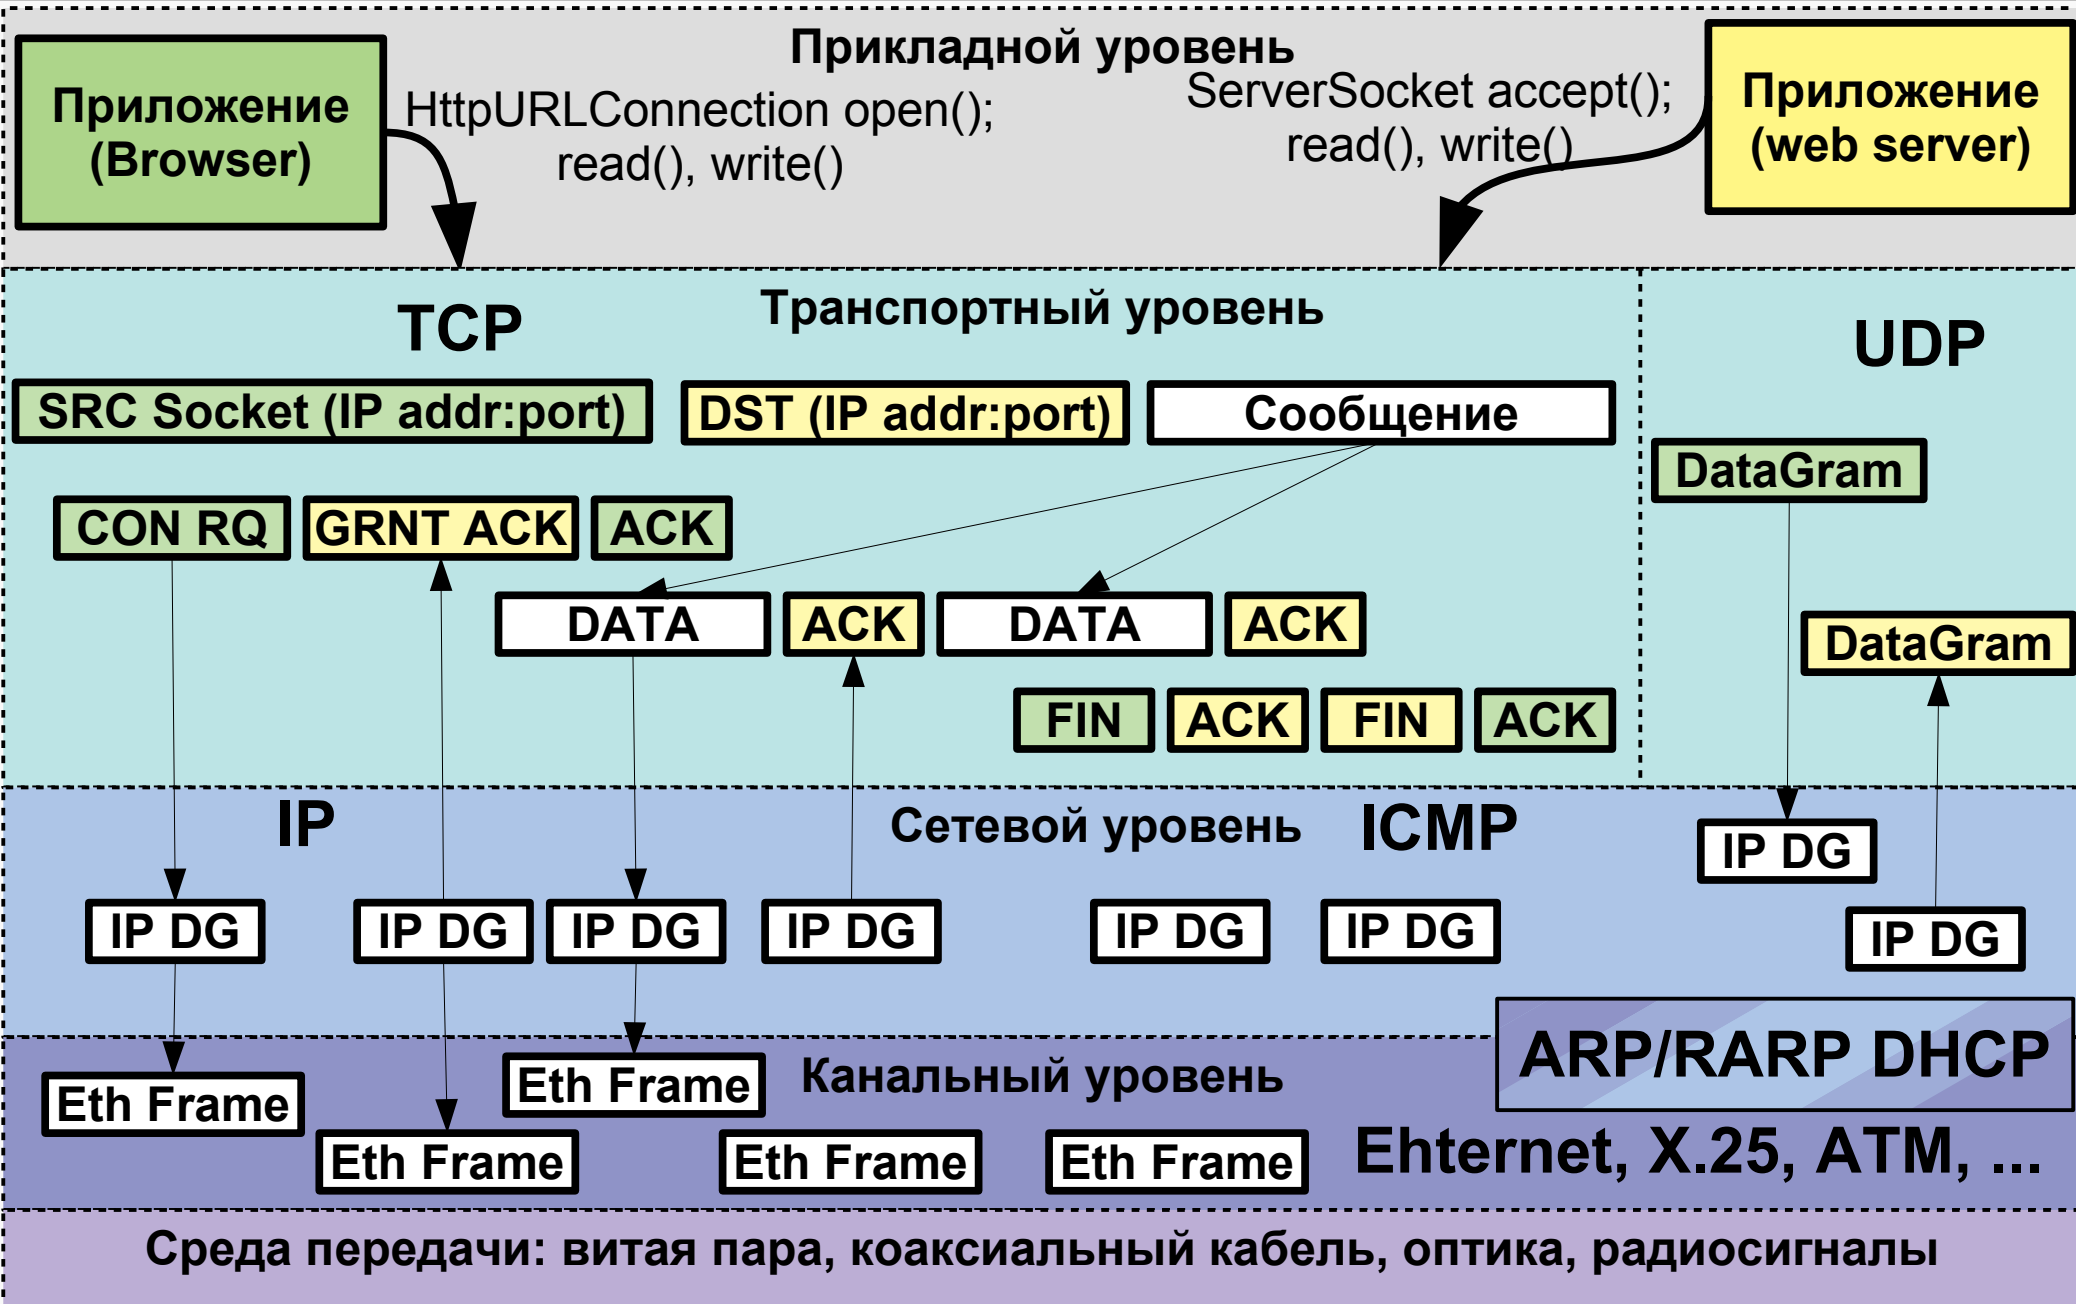 Прикладной уровень
Приложение
(Browser)
HttpURLConnection open();
read(), write()
ServerSocket accept();
read(), write()
Приложение
(web server)
TCP
Транспортный уровень
UDP
SRC Socket (IP addr:port)
DST (IP addr:port)
Сообщение
DataGram
CON RQ
GRNT ACK
ACK
DATA
ACK
DATA
ACK
DataGram
FIN
ACK
FIN
ACK
IP
Сетевой уровень
ICMP
IP DG
IP DG
IP DG
IP DG
IP DG
IP DG
IP DG
IP DG
ARP/RARP DHCP
Eth Frame
Eth Frame
Канальный уровень
Eth Frame
Eth Frame
Eth Frame
Ehternet, X.25, ATM, ...
Среда передачи: витая пара, коаксиальный кабель, оптика, радиосигналы